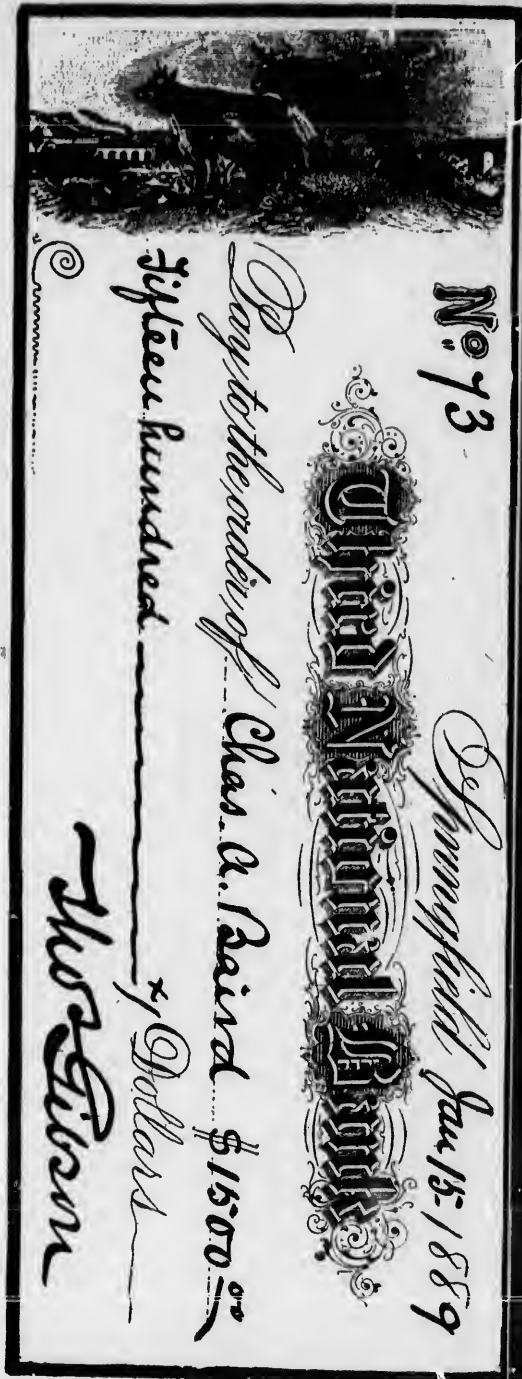 No. 73
Springfield Jan 15-1889
Third National Bank
Pay to the order of Chas. A. Baird $1500 00
Fifteen hundred Dollars
Thos Gibson